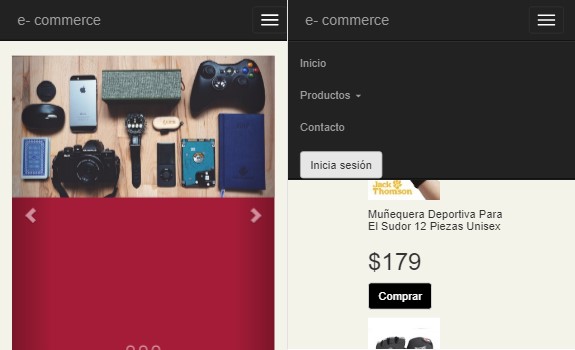 e- commerce
e- commerce
Inicio
Productos
Contacto
Inicia sesión
Jack
Thomson
Muñequera Deportiva Para
El Sudor 12 Piezas Unisex
$179
Comprar